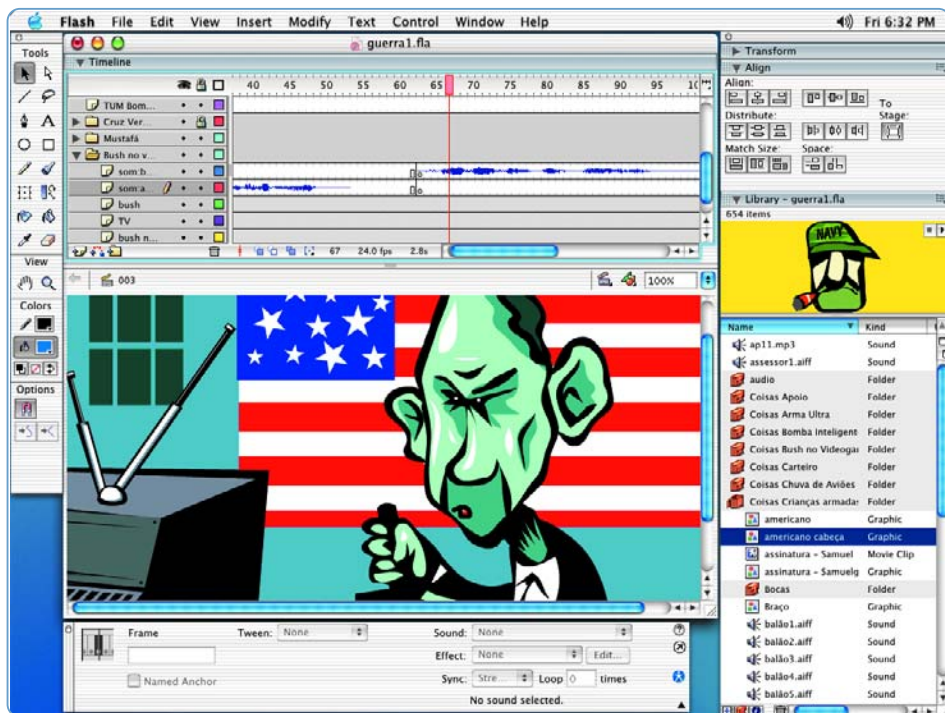 Flash File Edit View Insert Modify Text Control Window Help Fri 6:32 PM
Tools
View
Colors
Options
guerra1.fla
Timeline
40 45 50 55 60 65 70 75 80 85 90 95
TUM Bom...
Cruz Ver...
Mustafá
Bush no v...
som:b...
som:a...
bush
TV
bush n...
67 24.0 fps 2.8s
003
100%
Frame
Tween: None
Named Anchor
Sound: None
Effect: None Edit...
Sync: Stre... Loop 0 times
No sound selected.
Transform
Align
Align:
Distribute:
Match Size: Space:
To
Stage:
Library - guerra1.fla
654 items
NAVY
Name Kind
ap11.mp3 Sound
assessor1.aiff Sound
audio Folder
Coisas Apoio Folder
Coisas Arma Ultra Folder
Coisas Bomba Inteligent Folder
Coisas Bush no Videogar Folder
Coisas Carteiro Folder
Coisas Chuva de Aviões Folder
Coisas Crianças armadas Folder
americano Graphic
americano cabeça Graphic
assinatura - Samuel Movie Clip
assinatura - Samuelg Graphic
Bocas Folder
Braço Graphic
balão1.aiff Sound
balão2.aiff Sound
balão3.aiff Sound
balão4.aiff Sound
balão5.aiff Sound